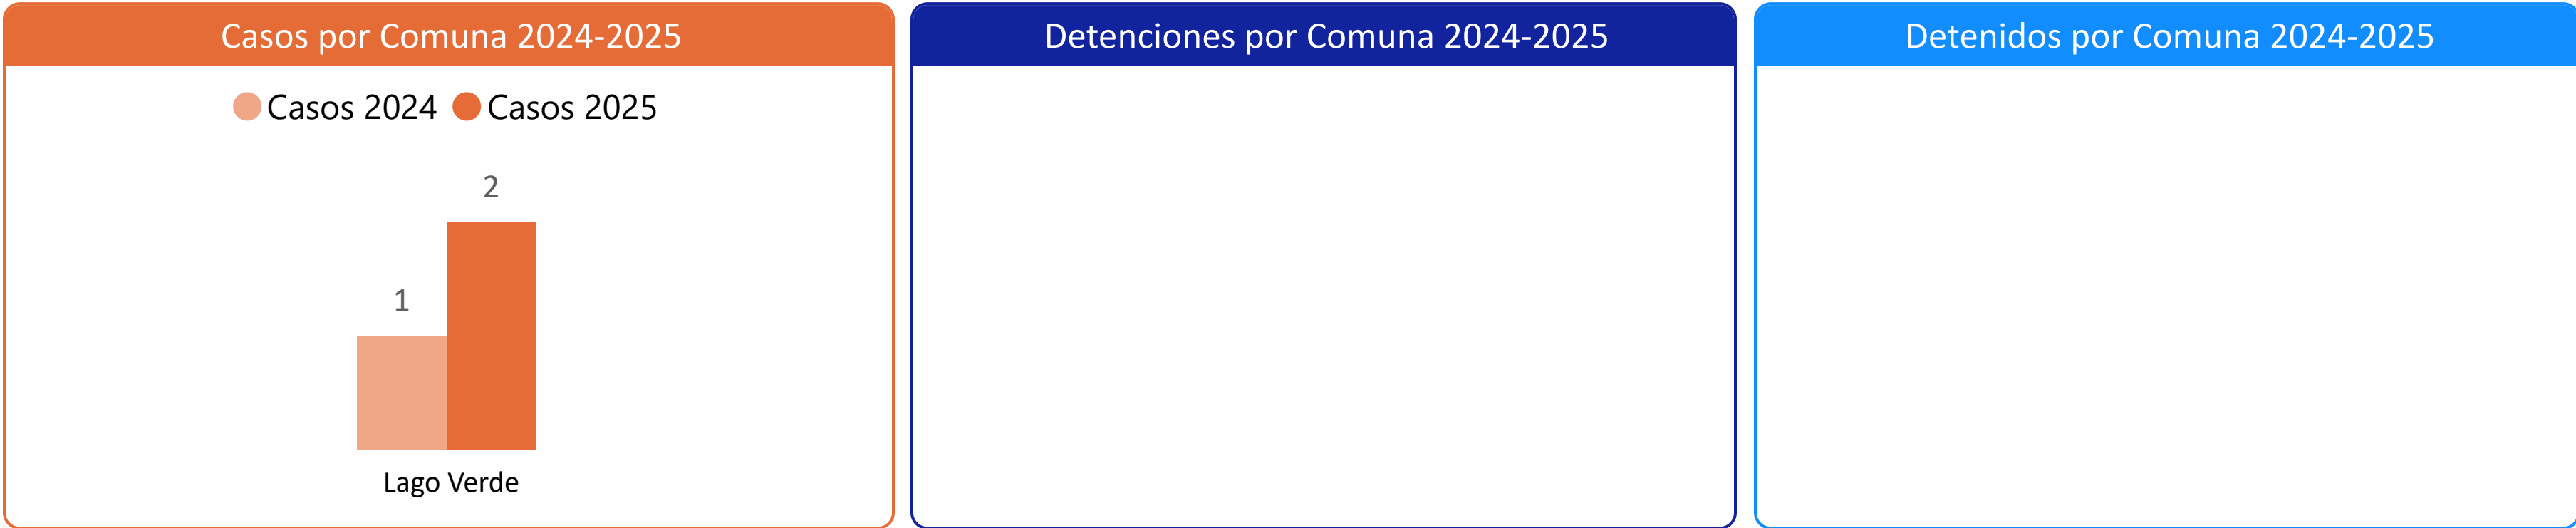 Casos por Comuna 2024-2025
Casos 2024 Casos 2025
2
1
Lago Verde
Detenciones por Comuna 2024-2025
Detenidos por Comuna 2024-2025